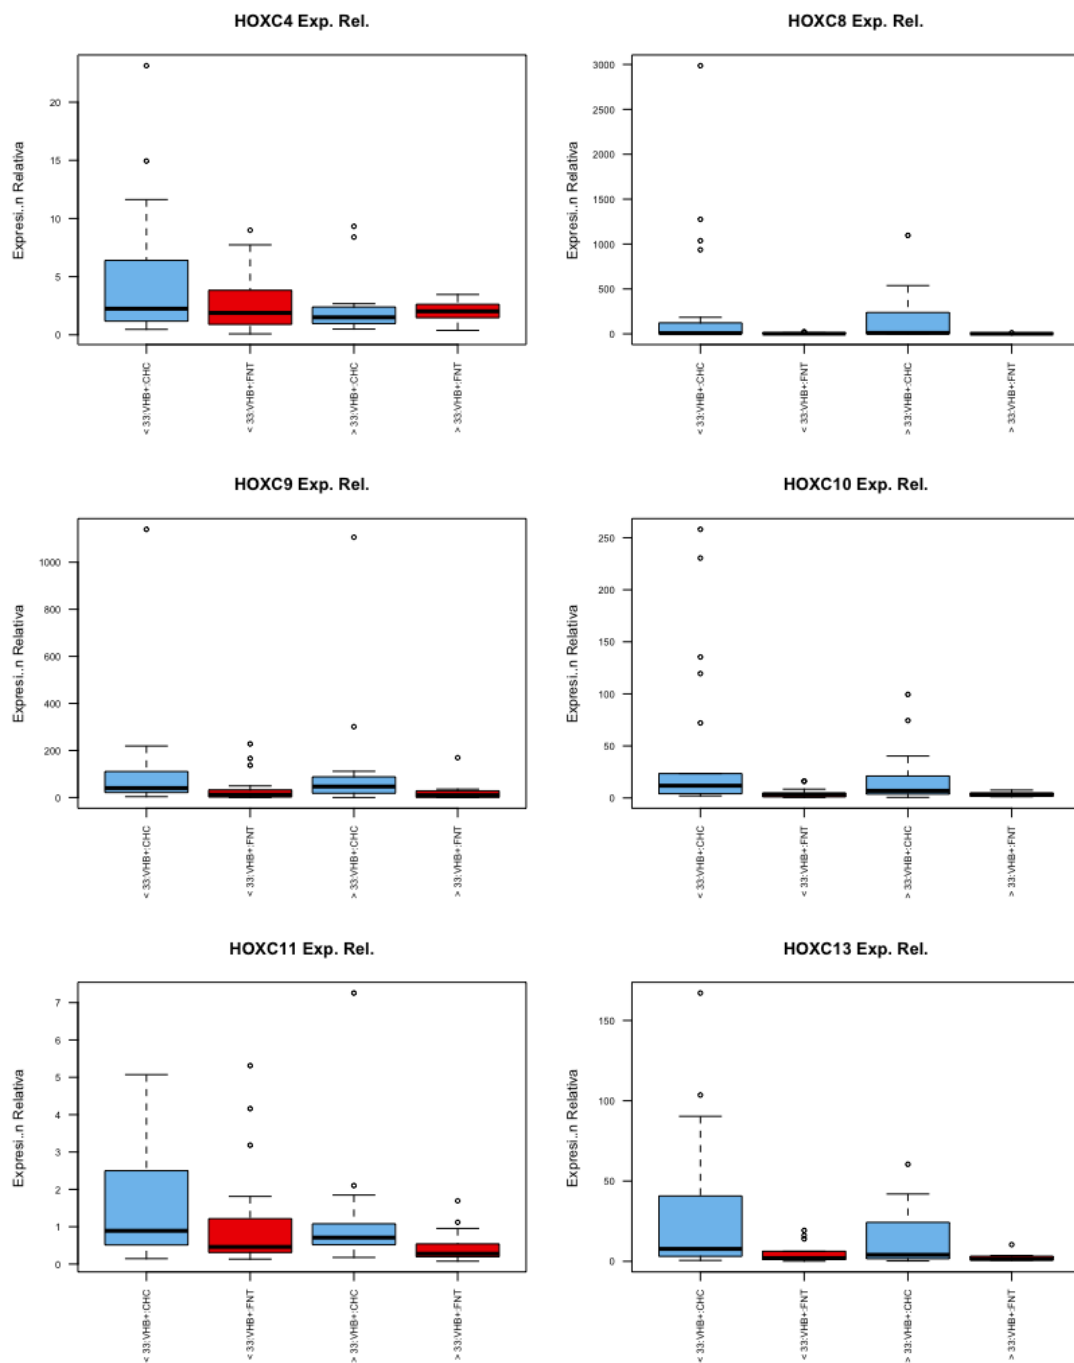 HOXC4 Exp. Rel.
Expresi..n Relativa
20
15
10
5
0
< 33:VHB+:CHC
< 33:VHB+:FNT
> 33:VHB+:CHC
> 33:VHB+:FNT
HOXC8 Exp. Rel.
Expresi..n Relativa
3000
2500
2000
1500
1000
500
0
< 33:VHB+:CHC
< 33:VHB+:FNT
> 33:VHB+:CHC
> 33:VHB+:FNT
HOXC9 Exp. Rel.
Expresi..n Relativa
1000
800
600
400
200
0
< 33:VHB+:CHC
< 33:VHB+:FNT
> 33:VHB+:CHC
> 33:VHB+:FNT
HOXC10 Exp. Rel.
Expresi..n Relativa
250
200
150
100
50
0
< 33:VHB+:CHC
< 33:VHB+:FNT
> 33:VHB+:CHC
> 33:VHB+:FNT
HOXC11 Exp. Rel.
Expresi..n Relativa
7
6
5
4
3
2
1
0
< 33:VHB+:CHC
< 33:VHB+:FNT
> 33:VHB+:CHC
> 33:VHB+:FNT
HOXC13 Exp. Rel.
Expresi..n Relativa
150
100
50
0
< 33:VHB+:CHC
< 33:VHB+:FNT
> 33:VHB+:CHC
> 33:VHB+:FNT